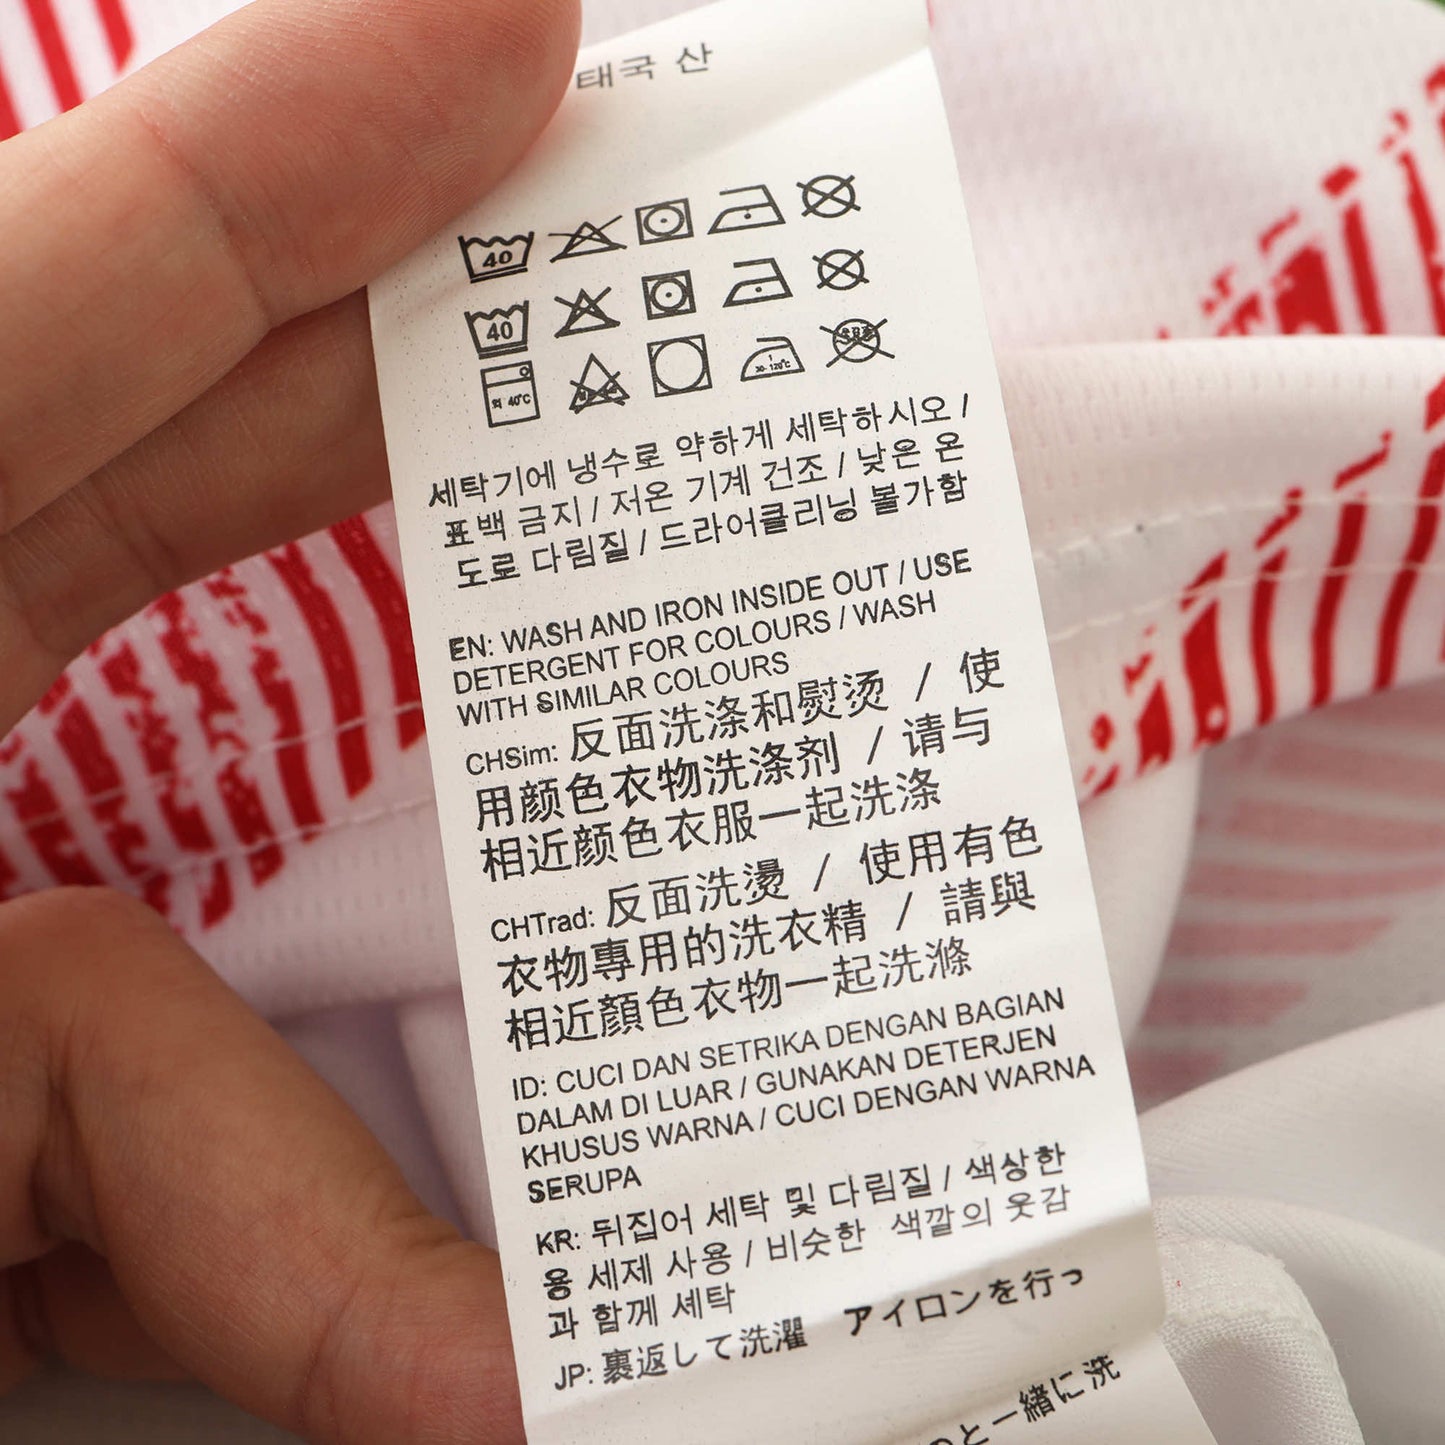 태국 산
40
40
약 40°C
30-120°C
세탁기에 냉수로 약하게 세탁하시오 /
표백 금지 / 저온 기계 건조 / 낮은 온
도로 다림질 / 드라어클리닝 불가함
EN: WASH AND IRON INSIDE OUT / USE
DETERGENT FOR COLOURS / WASH
WITH SIMILAR COLOURS
CHSim: 反面洗涤和熨烫 / 使
用颜色衣物洗涤剂 / 请与
相近颜色衣服一起洗涤
CHTrad: 反面洗燙 / 使用有色
衣物專用的洗衣精 / 請與
相近顏色衣物一起洗滌
ID: CUCI DAN SETRIKA DENGAN BAGIAN
DALAM DI LUAR / GUNAKAN DETERJEN
KHUSUS WARNA / CUCI DENGAN WARNA
SERUPA
KR: 뒤집어 세탁 및 다림질 / 색상한
용 세제 사용 / 비슷한 색깔의 옷감
과 함께 세탁
JP: 裏返して洗濯 アイロンを行っ
と一緒に洗